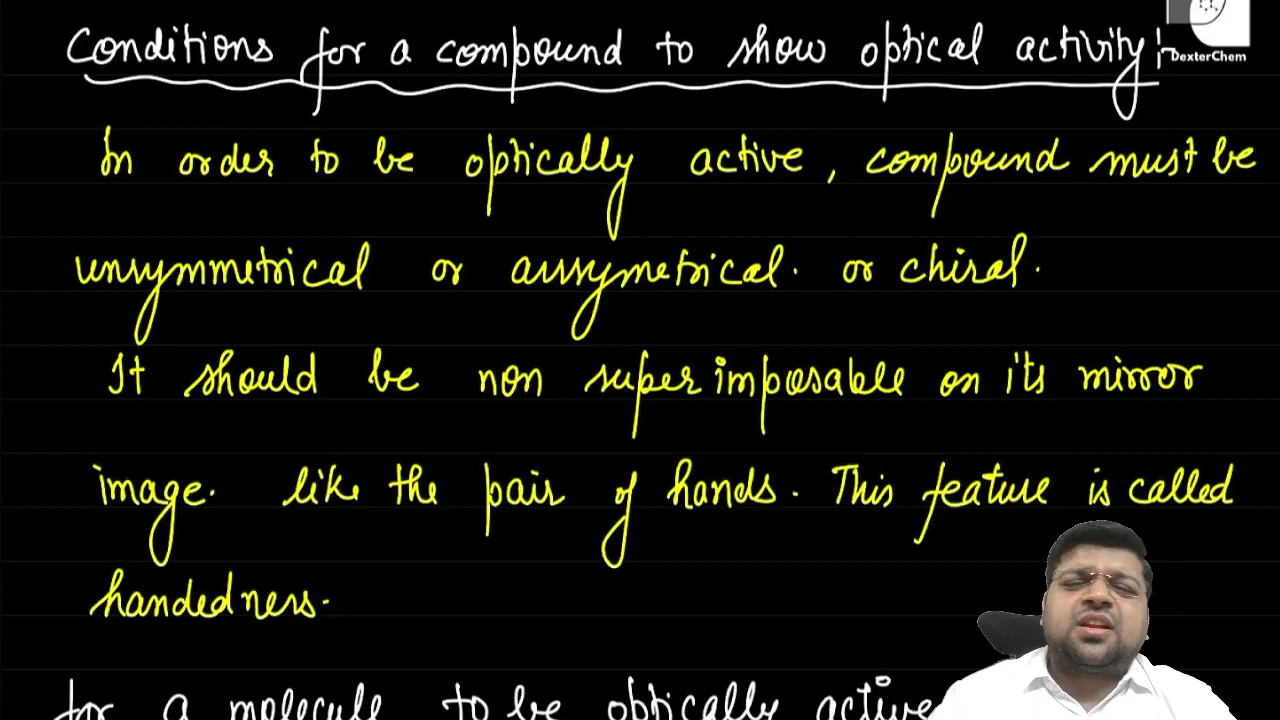 Conditions for a compound to show optical activity:-
DexterChem
In order to be optically active, compound must be
unsymmetrical or assymetrical. or chiral.
It should be non superimposable on its mirror
image. like the pair of hands. This feature is called
handedness.
for a molecule to be optically active